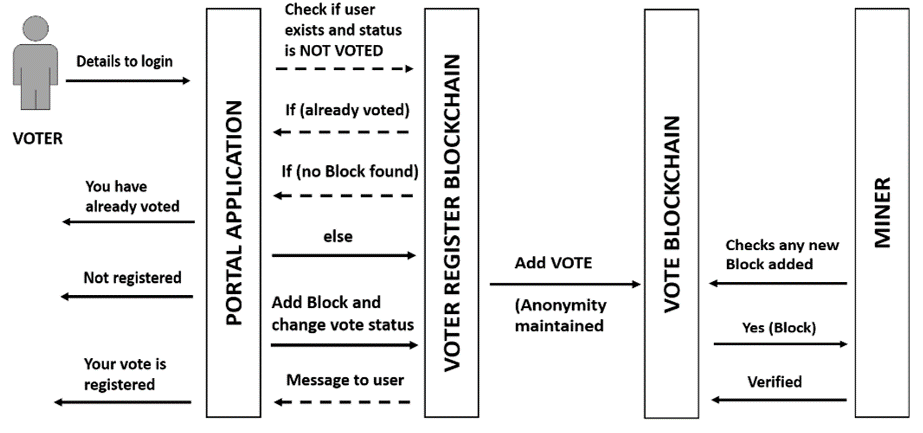 VOTER
Details to login
You have
already voted
Not registered
Your vote is
registered
PORTAL APPLICATION
Check if user
exists and status
is NOT VOTED
If (already voted)
If (no Block found)
else
Add Block and
change vote status
Message to user
VOTER REGISTER BLOCKCHAIN
Add VOTE
(Anonymity
maintained
VOTE BLOCKCHAIN
Checks any new
Block added
Yes (Block)
Verified
MINER